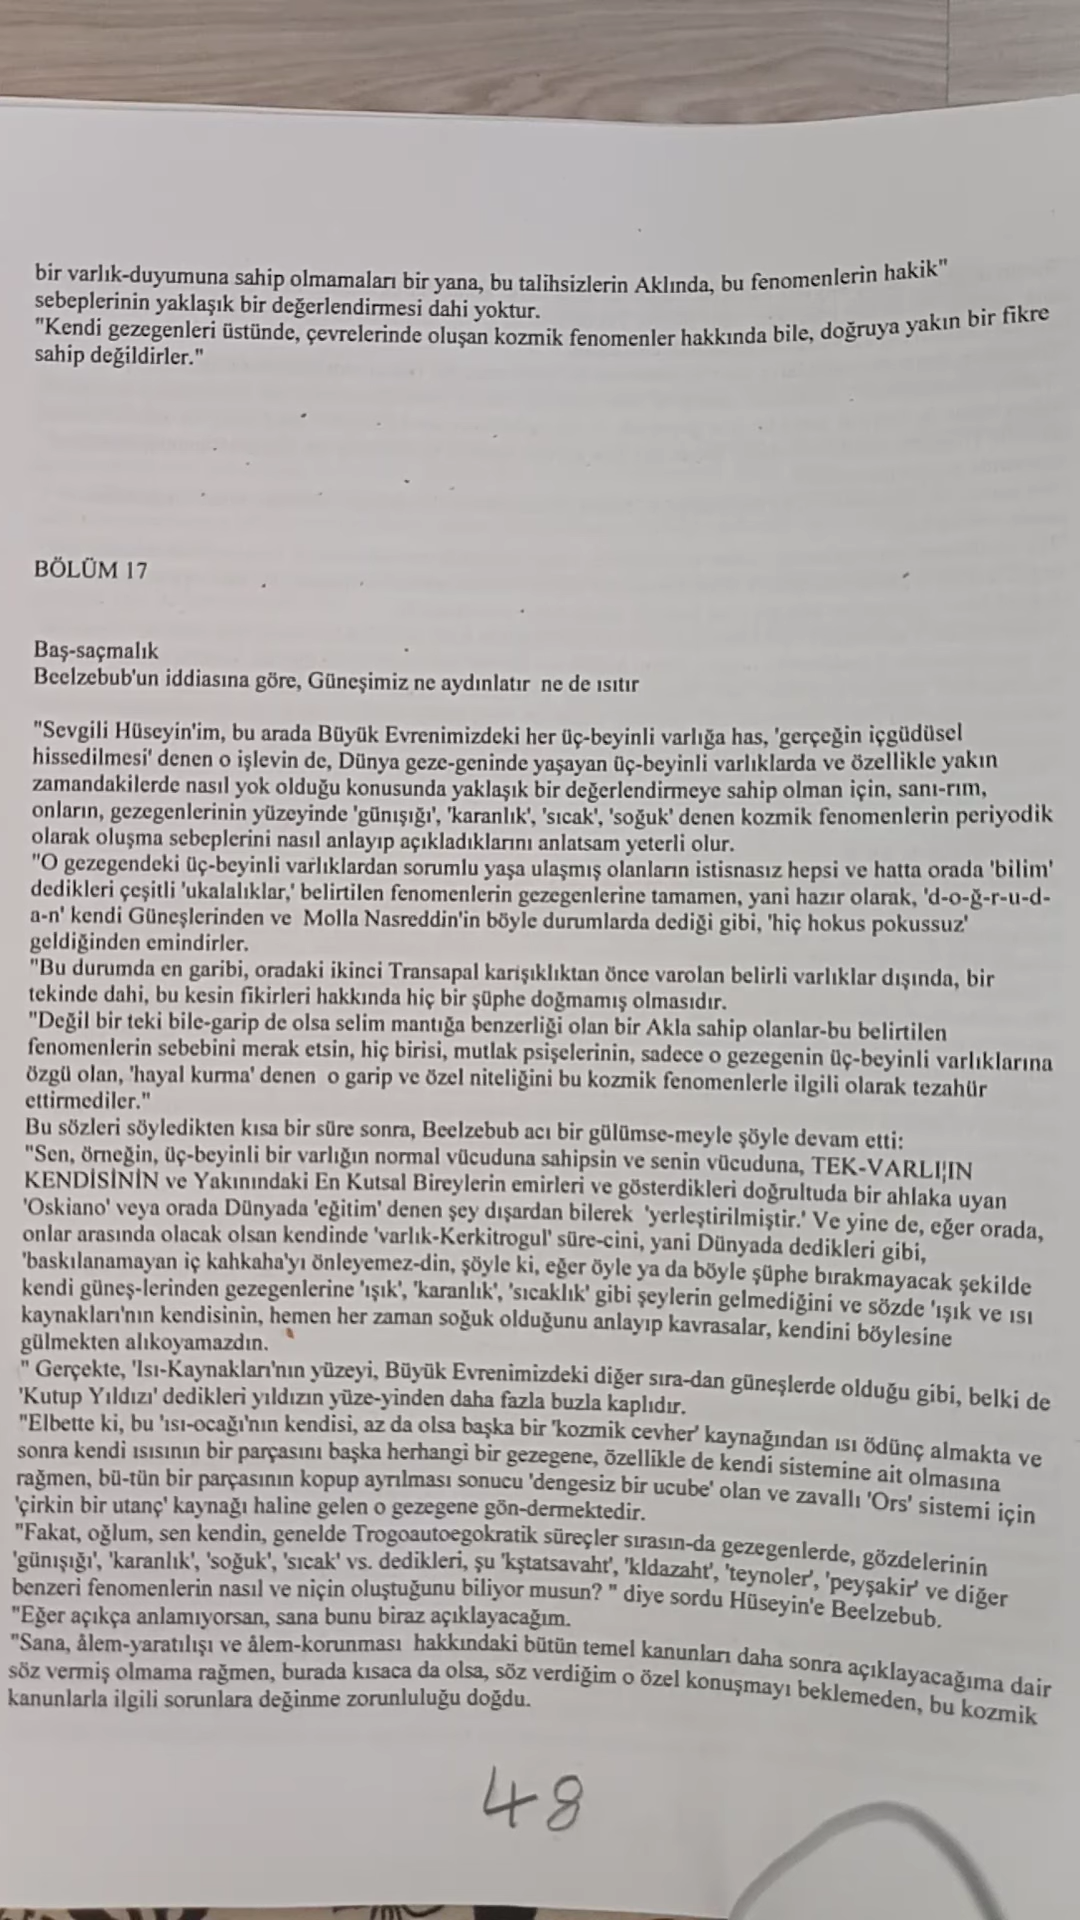 bir varlık-duyumuna sahip olmamaları bir yana, bu talihsizlerin Aklında, bu fenomenlerin hakik"
sebeplerinin yaklaşık bir değerlendirmesi dahi yoktur.
"Kendi gezegenleri üstünde, çevrelerinde oluşan kozmik fenomenler hakkında bile, doğruya yakın bir fikre
sahip değildirler."
BÖLÜM 17
Baş-saçmalık
Beelzebub'un iddiasına göre, Güneşimiz ne aydınlatır ne de ısıtır
"Sevgili Hüseyin'im, bu arada Büyük Evrenimizdeki her üç-beyinli varlığa has, 'gerçeğin içgüdüsel
hissedilmesi' denen o işlevin de, Dünya geze-geninde yaşayan üç-beyinli varlıklarda ve özellikle yakın
zamandakilerde nasıl yok olduğu konusunda yaklaşık bir değerlendirmeye sahip olman için, sanı-rım,
onların, gezegenlerinin yüzeyinde 'günışığı', 'karanlık', 'sıcak', 'soğuk' denen kozmik fenomenlerin periyodik
olarak oluşma sebeplerini nasıl anlayıp açıkladıklarını anlatsam yeterli olur.
"O gezegendeki üç-beyinli varlıklardan sorumlu yaşa ulaşmış olanların istisnasız hepsi ve hatta orada 'bilim'
dedikleri çeşitli 'ukalalıklar,' belirtilen fenomenlerin gezegenlerine tamamen, yani hazır olarak, 'd-o-ğ-r-u-d-
a-n' kendi Güneşlerinden ve Molla Nasreddin'in böyle durumlarda dediği gibi, 'hiç hokus pokussuz'
geldiğinden emindirler.
"Bu durumda en garibi, oradaki ikinci Transapal karışıklıktan önce varolan belirli varlıklar dışında, bir
tekinde dahi, bu kesin fikirleri hakkında hiç bir şüphe doğmamış olmasıdır.
"Değil bir teki bile-garip de olsa selim mantığa benzerliği olan bir Akla sahip olanlar-bu belirtilen
fenomenlerin sebebini merak etsin, hiç birisi, mutlak psişelerinin, sadece o gezegenin üç-beyinli varlıklarına
özgü olan, 'hayal kurma' denen o garip ve özel niteliğini bu kozmik fenomenlerle ilgili olarak tezahür
ettirmediler."
Bu sözleri söyledikten kısa bir süre sonra, Beelzebub acı bir gülümse-meyle şöyle devam etti:
"Sen, örneğin, üç-beyinli bir varlığın normal vücuduna sahipsin ve senin vücuduna, TEK-VARLI¦IN
KENDİSİNİN ve Yakınındaki En Kutsal Bireylerin emirleri ve gösterdikleri doğrultuda bir ahlaka uyan
'Oskiano' veya orada Dünyada 'eğitim' denen şey dışardan bilerek 'yerleştirilmiştir.' Ve yine de, eğer orada,
onlar arasında olacak olsan kendinde 'varlık-Kerkitrogul' süre-cini, yani Dünyada dedikleri gibi,
'baskılanamayan iç kahkaha'yı önleyemez-din, şöyle ki, eğer öyle ya da böyle şüphe bırakmayacak şekilde
kendi güneş-lerinden gezegenlerine 'ışık', 'karanlık', 'sıcaklık' gibi şeylerin gelmediğini ve sözde 'ışık ve ısı
kaynakları'nın kendisinin, hemen her zaman soğuk olduğunu anlayıp kavrasalar, kendini böylesine
gülmekten alıkoyamazdın.
" Gerçekte, 'Isı-Kaynakları'nın yüzeyi, Büyük Evrenimizdeki diğer sıra-dan güneşlerde olduğu gibi, belki de
'Kutup Yıldızı' dedikleri yıldızın yüze-yinden daha fazla buzla kaplıdır.
"Elbette ki, bu 'ısı-ocağı'nın kendisi, az da olsa başka bir 'kozmik cevher' kaynağından ısı ödünç almakta ve
sonra kendi ısısının bir parçasını başka herhangi bir gezegene, özellikle de kendi sistemine ait olmasına
rağmen, bü-tün bir parçasının kopup ayrılması sonucu 'dengesiz bir ucube' olan ve zavallı 'Ors' sistemi için
'çirkin bir utanç' kaynağı haline gelen o gezegene gön-dermektedir.
"Fakat, oğlum, sen kendin, genelde Trogoautoegokratik süreçler sırasın-da gezegenlerde, gözdelerinin
'günışığı', 'karanlık', 'soğuk', 'sıcak' vs. dedikleri, şu 'kştatsavaht', 'kldazaht', 'teynoler', 'peyşakir' ve diğer
benzeri fenomenlerin nasıl ve niçin oluştuğunu biliyor musun? " diye sordu Hüseyin'e Beelzebub.
"Eğer açıkça anlamıyorsan, sana bunu biraz açıklayacağım.
"Sana, âlem-yaratılışı ve âlem-korunması hakkındaki bütün temel kanunları daha sonra açıklayacağıma dair
söz vermiş olmama rağmen, burada kısaca da olsa, söz verdiğim o özel konuşmayı beklemeden, bu kozmik
kanunlarla ilgili sorunlara değinme zorunluluğu doğdu.
48